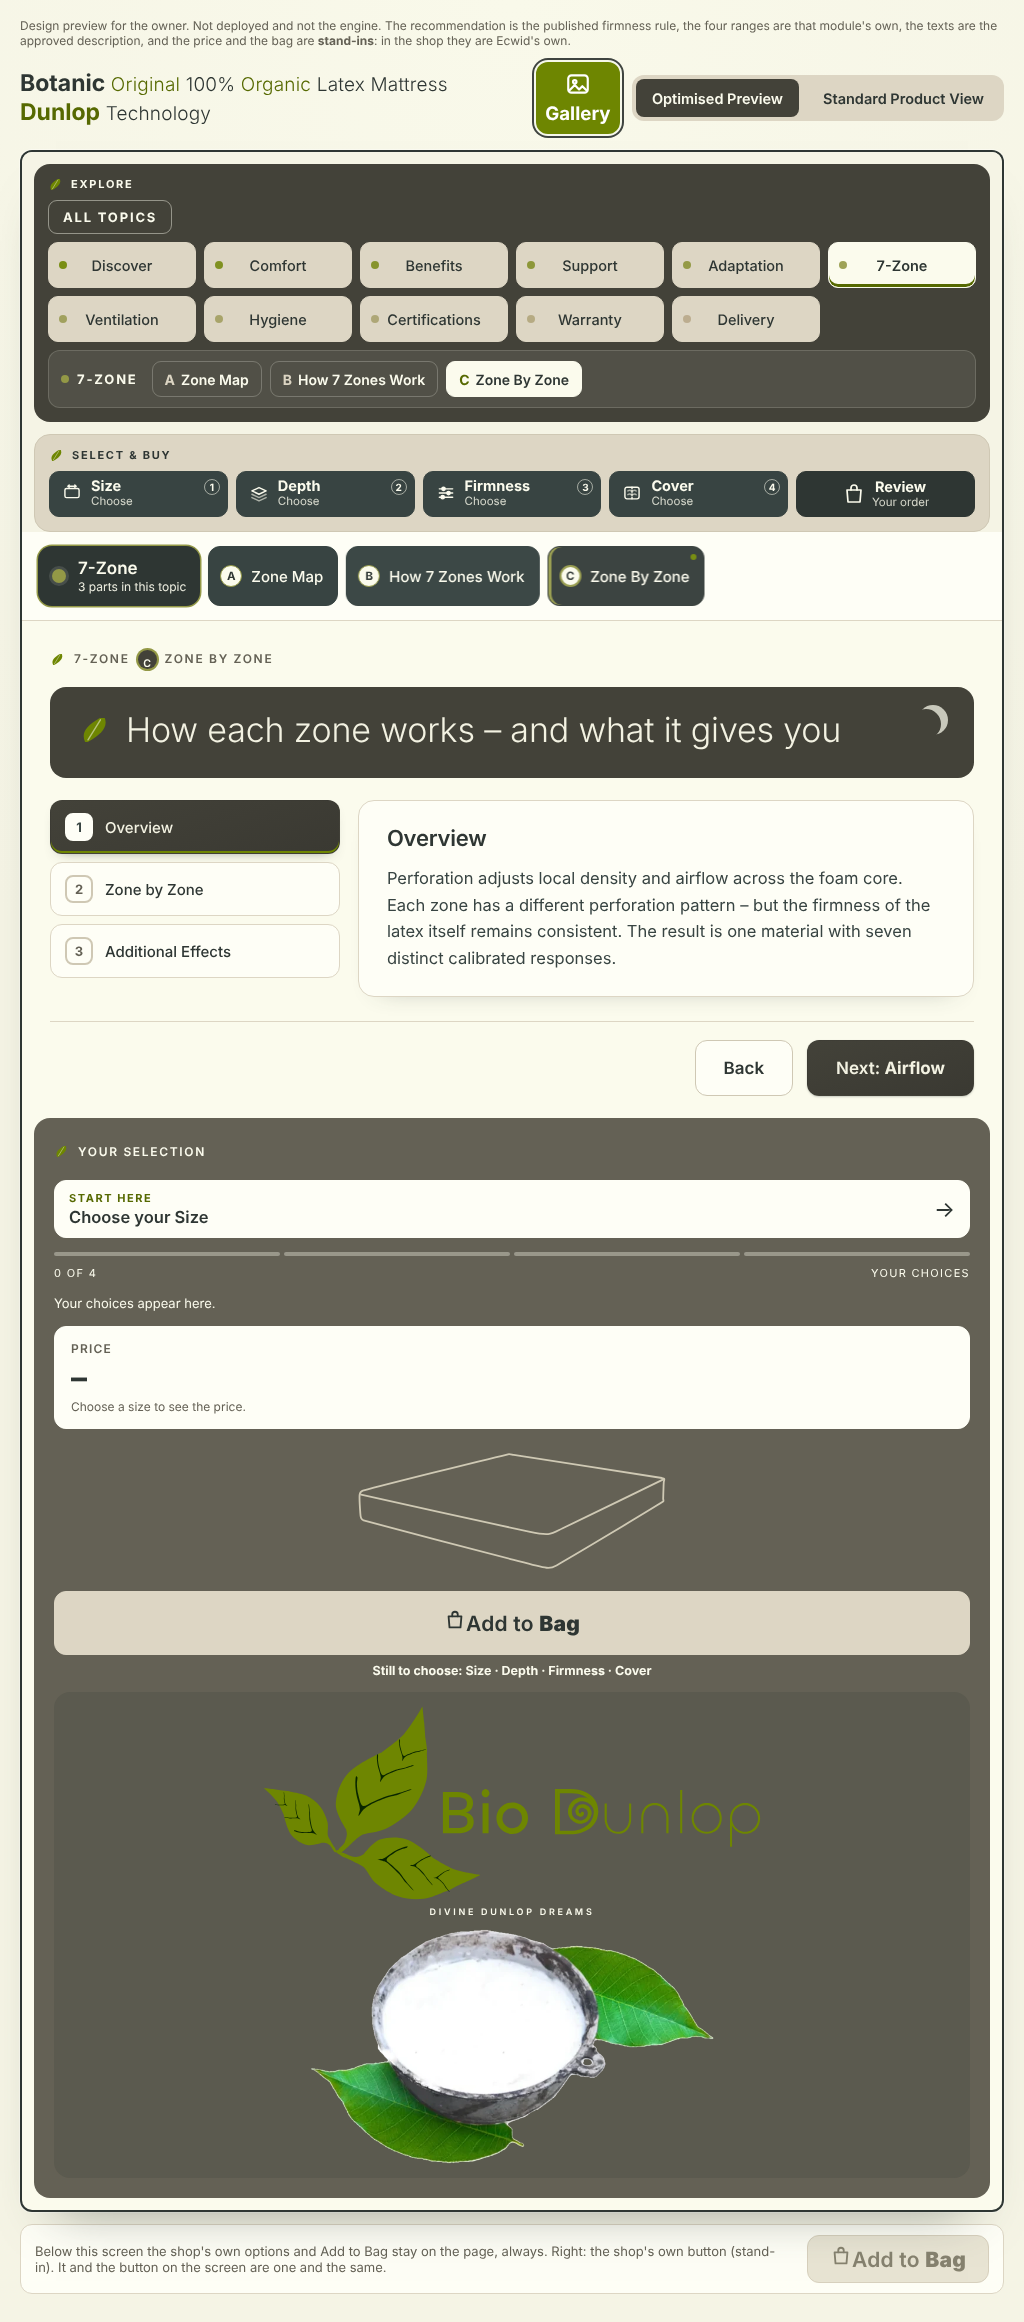 Design preview for the owner. Not deployed and not the engine. The recommendation is the published firmness rule, the four ranges are that module's own, the texts are the
approved description, and the price and the bag are stand-ins: in the shop they are Ecwid's own.
Botanic Original 100% Organic Latex Mattress
Dunlop Technology
Gallery
Optimised Preview
Standard Product View
EXPLORE
ALL TOPICS
Discover
Comfort
Benefits
Support
Adaptation
7-Zone
Ventilation
Hygiene
Certifications
Warranty
Delivery
7-ZONE
A Zone Map
B How 7 Zones Work
C Zone By Zone
SELECT & BUY
Size
Choose
1
Depth
Choose
2
Firmness
Choose
3
Cover
Choose
4
Review
Your order
7-Zone
3 parts in this topic
A Zone Map
B How 7 Zones Work
C Zone By Zone
7-ZONE C ZONE BY ZONE
How each zone works – and what it gives you
1 Overview
2 Zone by Zone
3 Additional Effects
Overview
Perforation adjusts local density and airflow across the foam core.
Each zone has a different perforation pattern – but the firmness of the
latex itself remains consistent. The result is one material with seven
distinct calibrated responses.
Back
Next: Airflow
YOUR SELECTION
START HERE
Choose your Size
0 OF 4
YOUR CHOICES
Your choices appear here.
PRICE
–
Choose a size to see the price.
Add to Bag
Still to choose: Size · Depth · Firmness · Cover
Bio Dunlop
DIVINE DUNLOP DREAMS
Below this screen the shop's own options and Add to Bag stay on the page, always. Right: the shop's own button (stand-
in). It and the button on the screen are one and the same.
Add to Bag